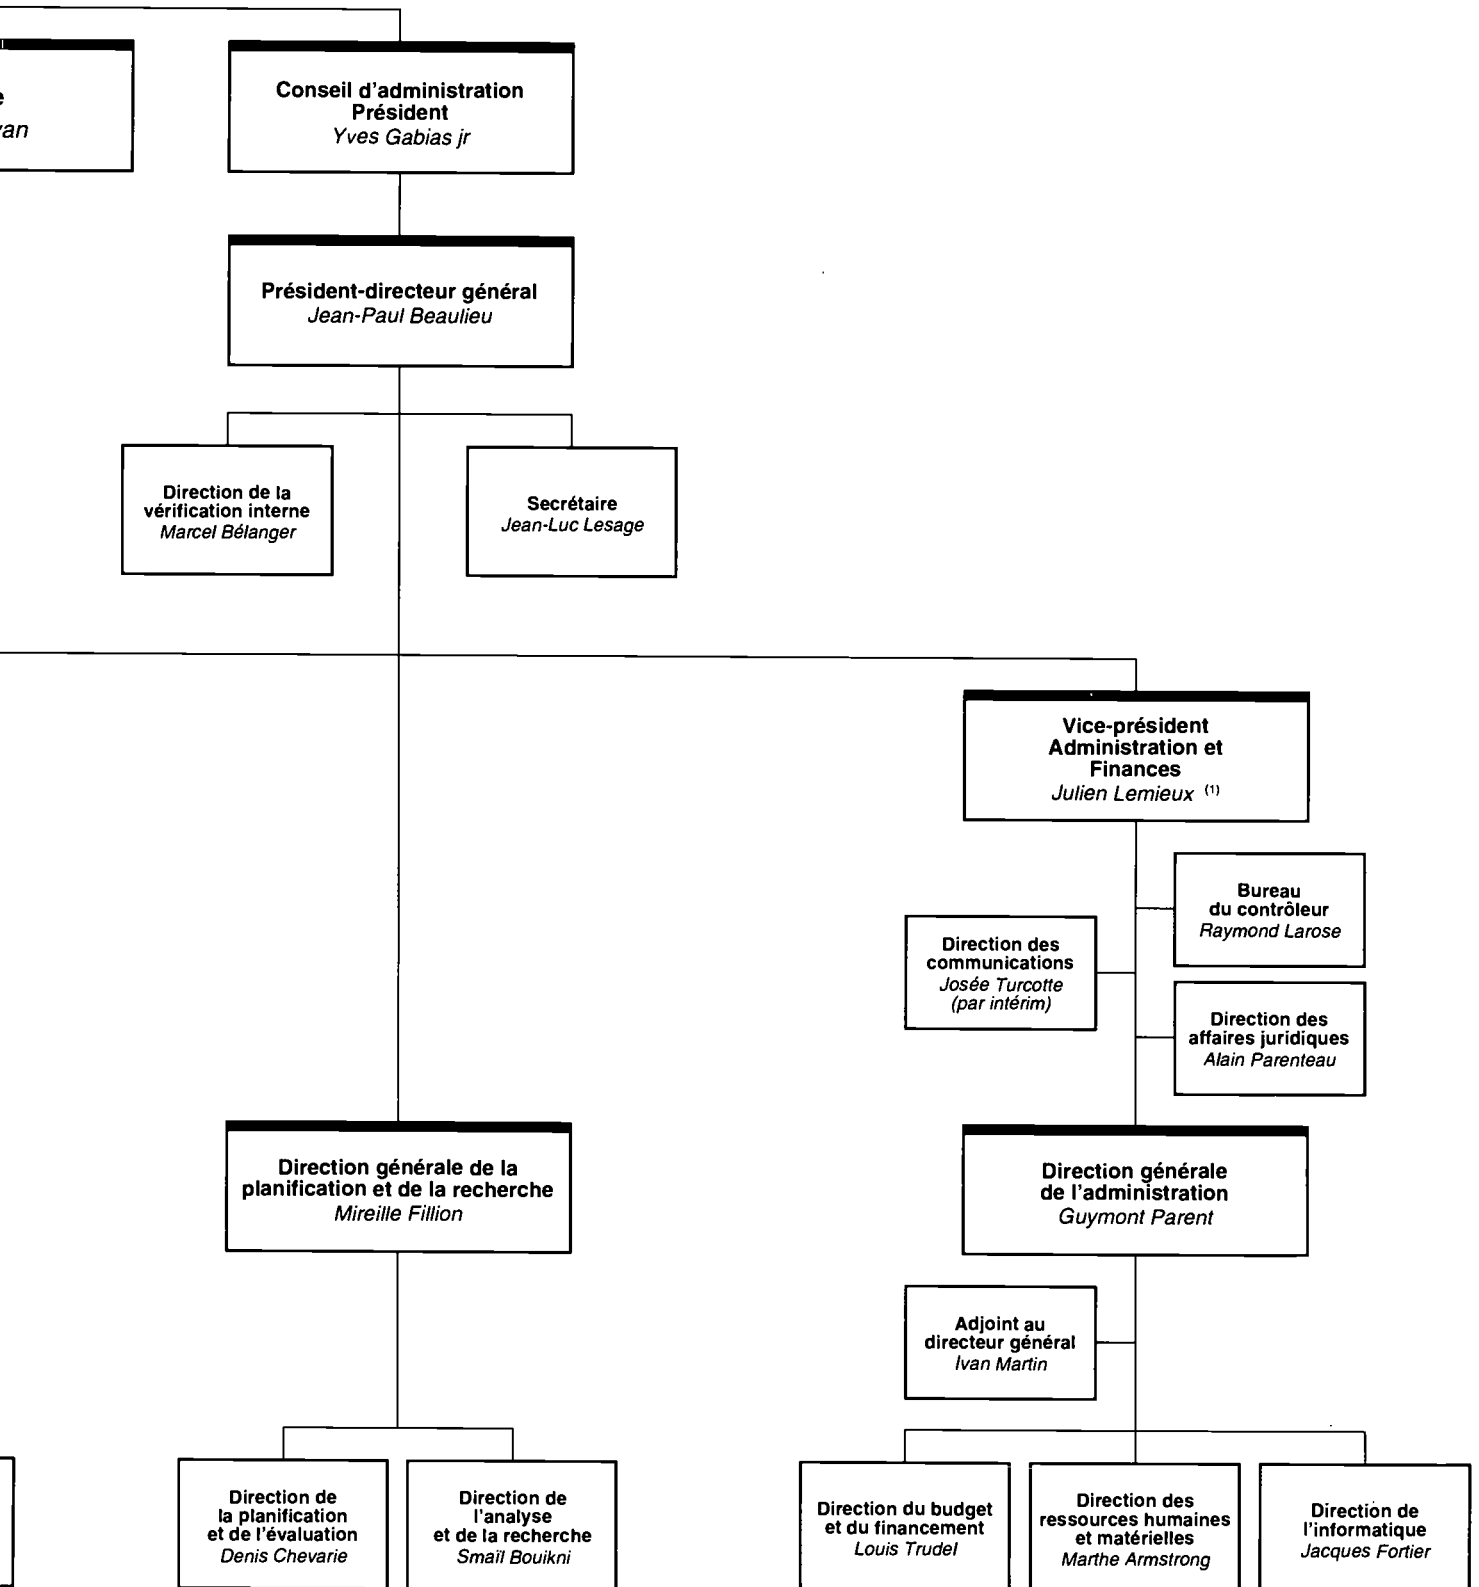 Conseil d'administration
Président
Yves Gabias jr
Président-directeur général
Jean-Paul Beaulieu
Direction de la
vérification interne
Marcel Bélanger
Secrétaire
Jean-Luc Lesage
Vice-président
Administration et
Finances
Julien Lemieux (1)
Bureau
du contrôleur
Raymond Larose
Direction des
communications
Josée Turcotte
(par intérim)
Direction des
affaires juridiques
Alain Parenteau
Direction générale de la
planification et de la recherche
Mireille Fillion
Direction générale
de l'administration
Guymont Parent
Adjoint au
directeur général
Ivan Martin
Direction de
la planification
et de l'évaluation
Denis Chevarie
Direction de
l'analyse
et de la recherche
Smaïl Bouikni
Direction du budget
et du financement
Louis Trudel
Direction des
ressources humaines
et matérielles
Marthe Armstrong
Direction de
l'informatique
Jacques Fortier